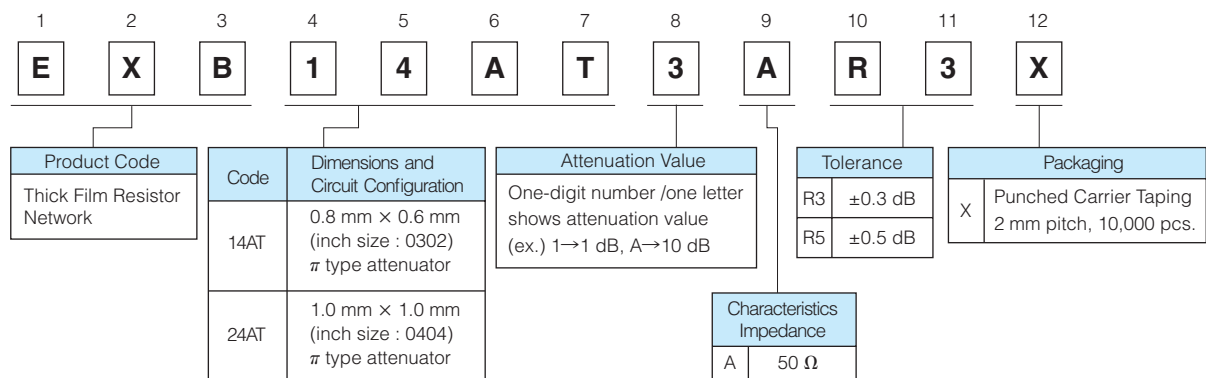 1 2 3 4 5 6 7 8 9 10 11 12
E X B 1 4 A T 3 A R 3 X
Product Code
Thick Film Resistor
Network
Code
Dimensions and
Circuit Configuration
14AT
0.8 mm × 0.6 mm
(inch size : 0302)
π type attenuator
24AT
1.0 mm × 1.0 mm
(inch size : 0404)
π type attenuator
Attenuation Value
One-digit number /one letter
shows attenuation value
(ex.) 1→1 dB, A→10 dB
Characteristics
Impedance
A 50 Ω
Tolerance
R3 ±0.3 dB
R5 ±0.5 dB
Packaging
X
Punched Carrier Taping
2 mm pitch, 10,000 pcs.